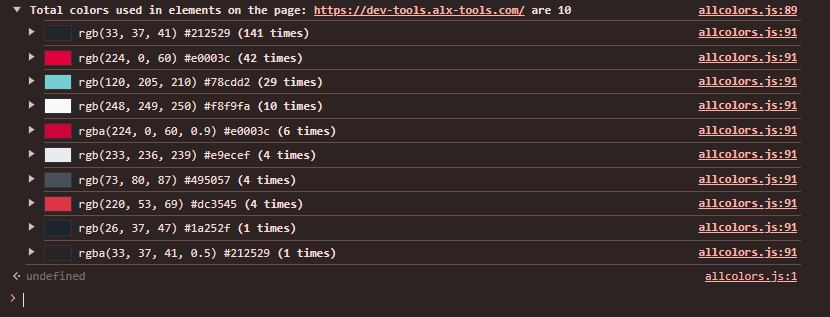 Total colors used in elements on the page: https://dev-tools.alx-tools.com/ are 10 allcolors.js:89
rgb(33, 37, 41) #212529 (141 times) allcolors.js:91
rgb(224, 0, 60) #e0003c (42 times) allcolors.js:91
rgb(120, 205, 210) #78cdd2 (29 times) allcolors.js:91
rgb(248, 249, 250) #f8f9fa (10 times) allcolors.js:91
rgba(224, 0, 60, 0.9) #e0003c (6 times) allcolors.js:91
rgb(233, 236, 239) #e9ecef (4 times) allcolors.js:91
rgb(73, 80, 87) #495057 (4 times) allcolors.js:91
rgb(220, 53, 69) #dc3545 (4 times) allcolors.js:91
rgb(26, 37, 47) #1a252f (1 times) allcolors.js:91
rgba(33, 37, 41, 0.5) #212529 (1 times) allcolors.js:91
undefined allcolors.js:1